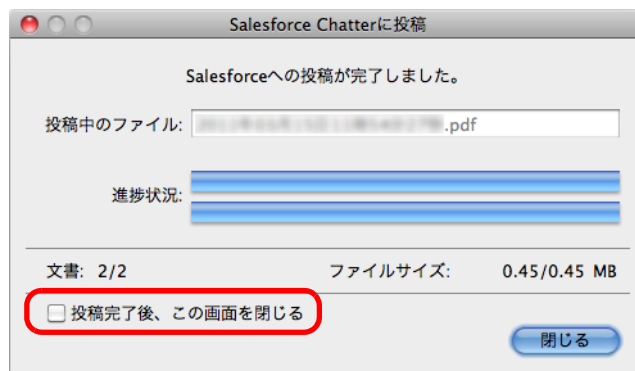 Salesforce Chatterに投稿
Salesforceへの投稿が完了しました。
投稿中のファイル: .pdf
進捗状況:
文書: 2/2 ファイルサイズ: 0.45/0.45 MB
投稿完了後、この画面を閉じる
閉じる